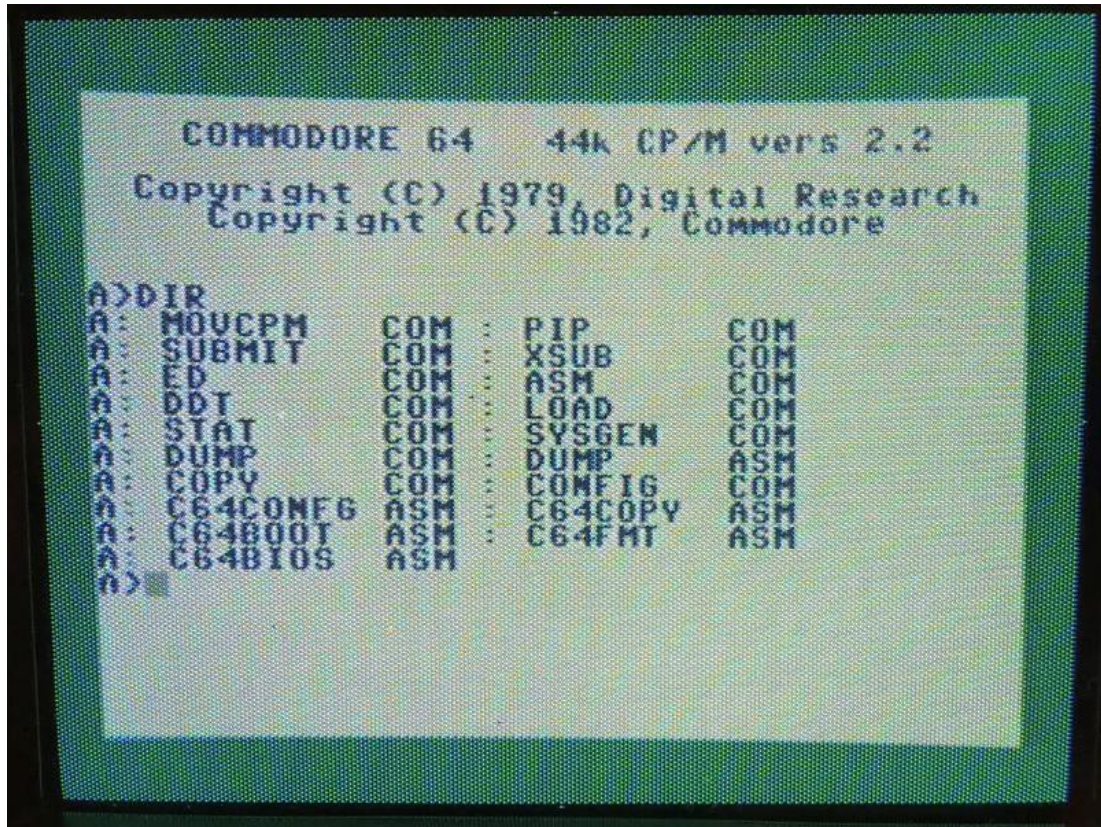 COMMODORE 64   44k CP/M vers 2.2
Copyright (C) 1979, Digital Research
Copyright (C) 1982, Commodore
A>DIR
A: MOVCPM   COM : PIP      COM
A: SUBMIT   COM : XSUB     COM
A: ED       COM : ASM      COM
A: DDT      COM : LOAD     COM
A: STAT     COM : SYSGEN   COM
A: DUMP     COM : DUMP     ASM
A: COPY     COM : CONFIG   COM
A: C64CONFG ASM : C64COPY  ASM
A: C64BOOT  ASM : C64FMT   ASM
A: C64BIOS  ASM
A>